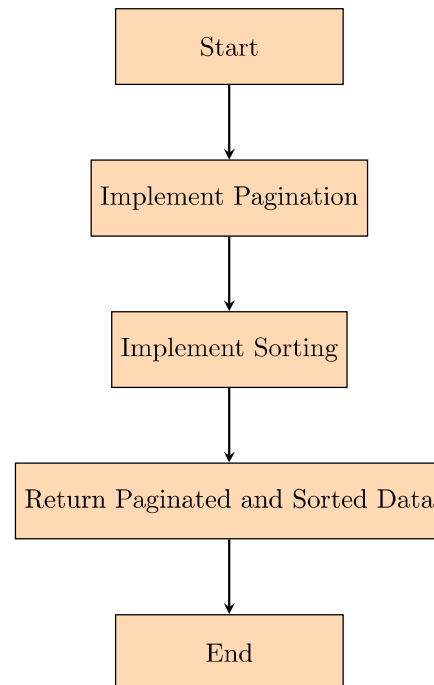 Start
Implement Pagination
Implement Sorting
Return Paginated and Sorted Data
End